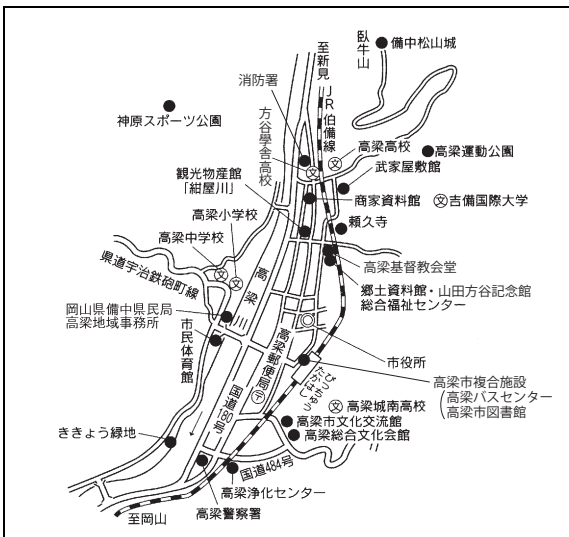 臥牛山
備中松山城
至新見
JR伯備線
消防署
神原スポーツ公園
方谷學舎高校
文
文
高梁高校
高梁運動公園
武家屋敷館
観光物産館
「紺屋川」
商家資料館
文
吉備国際大学
高梁小学校
頼久寺
高梁中学校
文
文
県道宇治鉄砲町線
高梁川
高梁基督教会堂
郷土資料館・山田方谷記念館
総合福祉センター
岡山県備中県民局
高梁地域事務所
市民体育館
高梁郵便局
〒
市役所
びっちゅう
たかはし
高梁市複合施設
(高梁バスセンター
高梁市図書館
国道180号
文
高梁城南高校
高梁市文化交流館
高梁総合文化会館
ききょう緑地
国道484号
高梁浄化センター
高梁警察署
至岡山